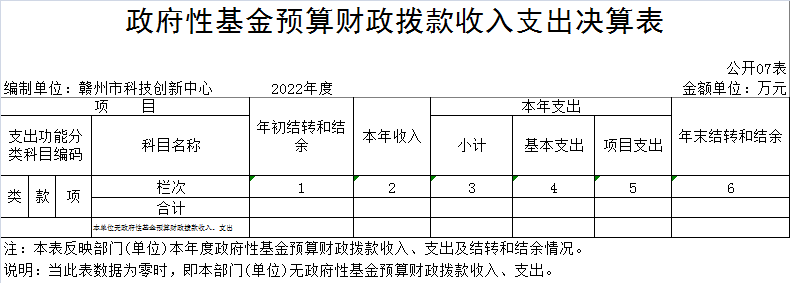 政府性基金预算财政拨款收入支出决算表
公开07表
编制单位：赣州市科技创新中心 2022年度 金额单位：万元
项 目 年初结转和结余 本年收入 本年支出 年末结转和结余
支出功能分类科目编码 科目名称 小计 基本支出 项目支出
类 款 项 栏次 1 2 3 4 5 6
合计
本单位无政府性基金预算财政拨款收入、支出
注：本表反映部门(单位)本年度政府性基金预算财政拨款收入、支出及结转和结余情况。
说明：当此表数据为零时，即本部门(单位)无政府性基金预算财政拨款收入、支出。